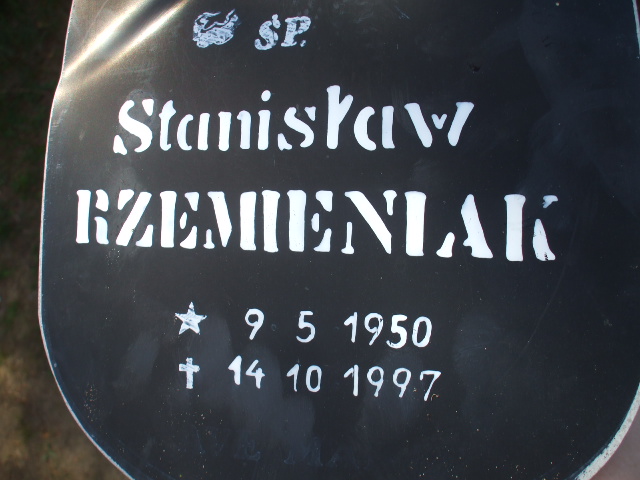 ŚP.
Stanisław
RZEMIENIAK
★ 9 5 1950
✝ 14 10 1997